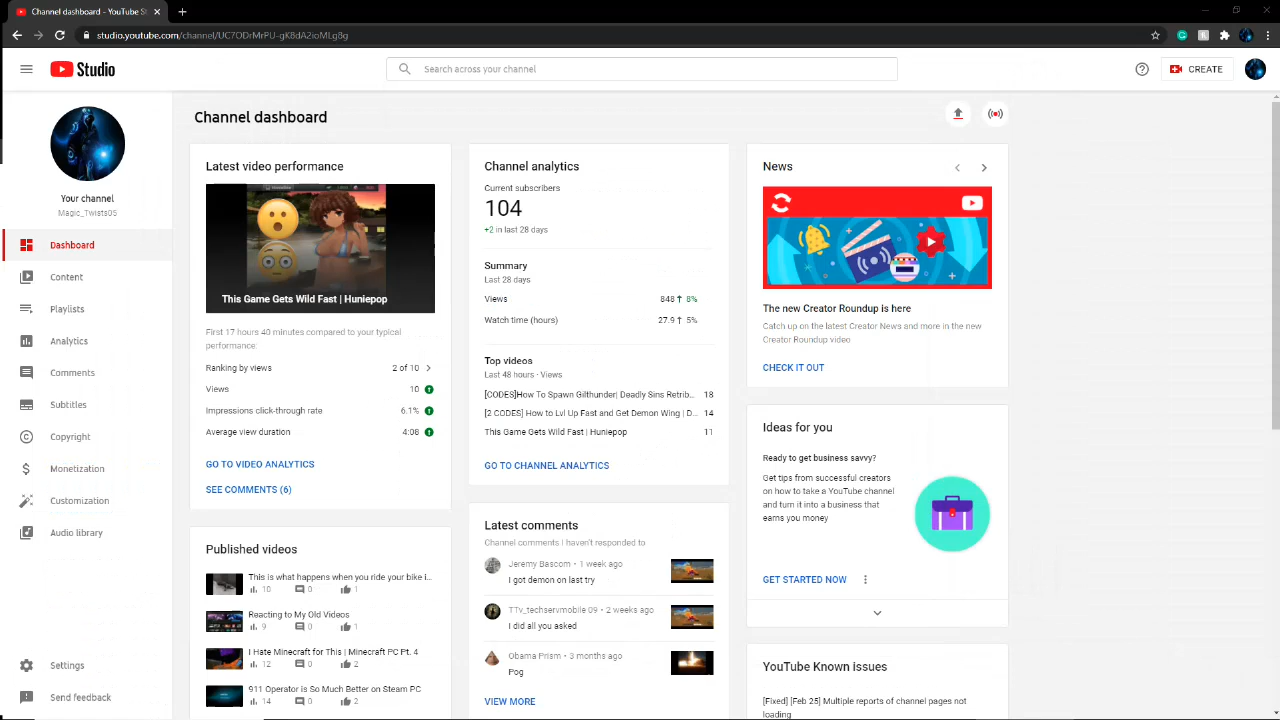 Channel dashboard - YouTube St
studio.youtube.com/channel/UC7ODrMrPU-gK8dA2ioMLg8g
Studio
Search across your channel
CREATE
Your channel
Magic_Twists05
Dashboard
Content
Playlists
Analytics
Comments
Subtitles
Copyright
Monetization
Customization
Audio library
Settings
Send feedback
Channel dashboard
Latest video performance
This Game Gets Wild Fast | Huniepop
First 17 hours 40 minutes compared to your typical
performance:
Ranking by views 2 of 10
Views 10
Impressions click-through rate 6.1%
Average view duration 4:08
GO TO VIDEO ANALYTICS
SEE COMMENTS (6)
Published videos
This is what happens when you ride your bike i...
10 0 1
Reacting to My Old Videos
9 0 1
I Hate Minecraft for This | Minecraft PC Pt. 4
12 0 2
911 Operator is So Much Better on Steam PC
14 0 2
Channel analytics
Current subscribers
104
+2 in last 28 days
Summary
Last 28 days
Views 848 8%
Watch time (hours) 27.9 5%
Top videos
Last 48 hours · Views
[CODES]How To Spawn Gilthunder| Deadly Sins Retrib... 18
[2 CODES] How to Lvl Up Fast and Get Demon Wing | D... 14
This Game Gets Wild Fast | Huniepop 11
GO TO CHANNEL ANALYTICS
Latest comments
Channel comments I haven't responded to
Jeremy Bascom • 1 week ago
I got demon on last try
TTv_techservmobile 09 • 2 weeks ago
I did all you asked
Obama Prism • 3 months ago
Pog
VIEW MORE
News
The new Creator Roundup is here
Catch up on the latest Creator News and more in the new
Creator Roundup video
CHECK IT OUT
Ideas for you
Ready to get business savvy?
Get tips from successful creators
on how to take a YouTube channel
and turn it into a business that
earns you money
GET STARTED NOW
YouTube Known issues
[Fixed] [Feb 25] Multiple reports of channel pages not
loading